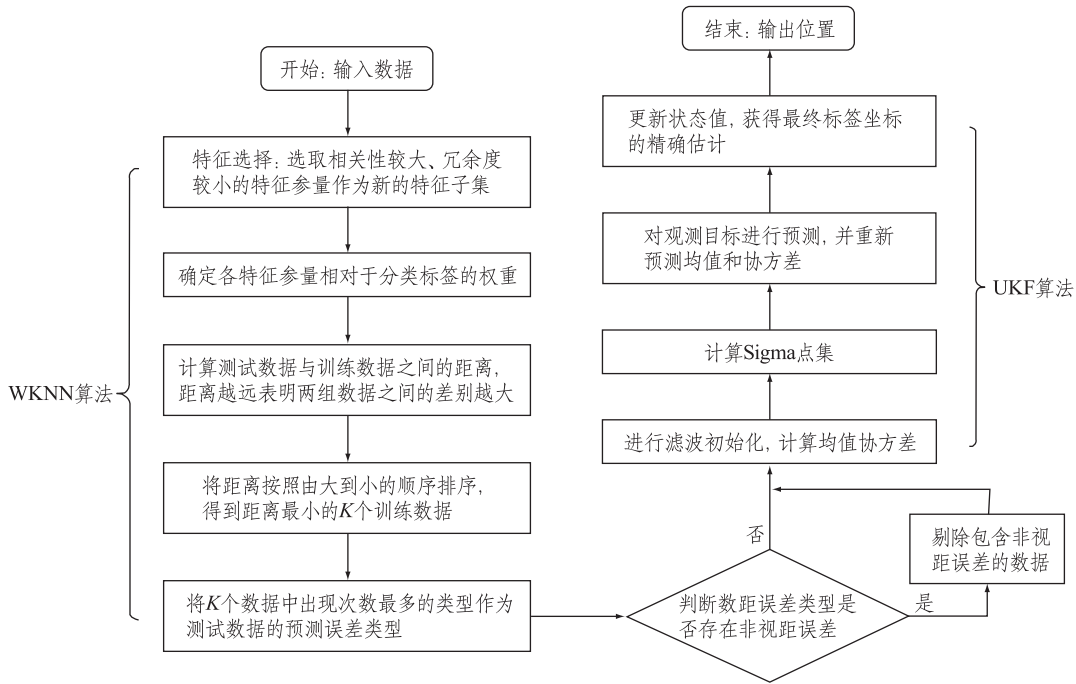 开始: 输入数据
特征选择: 选取相关性较大、冗余度
较小的特征参量作为新的特征子集
确定各特征参量相对于分类标签的权重
计算测试数据与训练数据之间的距离,
距离越远表明两组数据之间的差别越大
WKNN算法
将距离按照由大到小的顺序排序,
得到距离最小的K个训练数据
将K个数据中出现次数最多的类型作为
测试数据的预测误差类型
判断数距误差类型是
否存在非视距误差
是
剔除包含非视
距误差的数据
否
进行滤波初始化, 计算均值协方差
计算Sigma点集
UKF算法
对观测目标进行预测, 并重新
预测均值和协方差
更新状态值, 获得最终标签坐标
的精确估计
结束: 输出位置